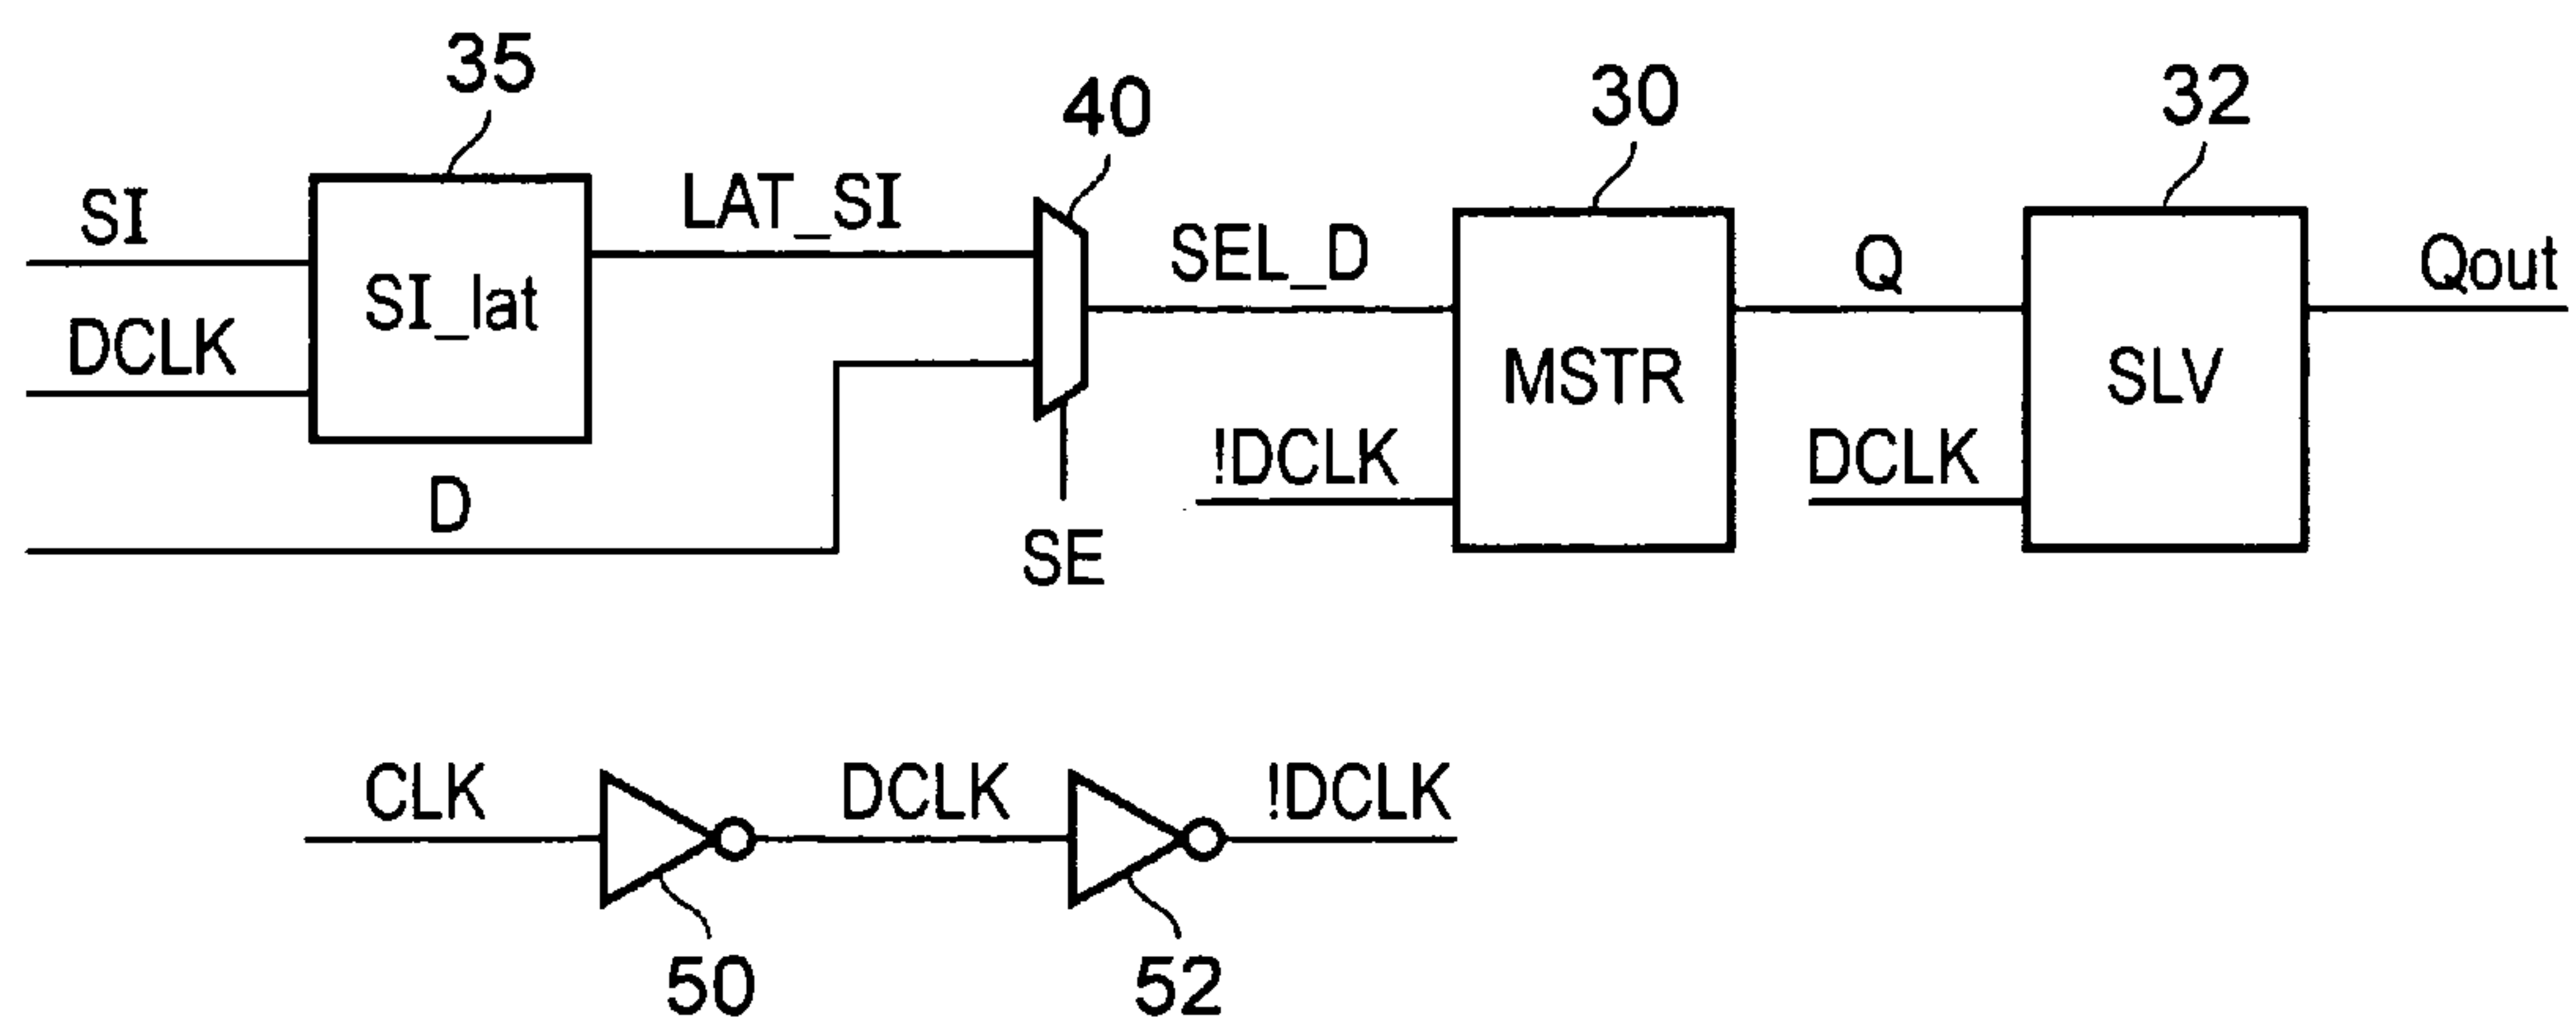 35
40
30
32
SI
LAT_SI
SEL_D
Q
Qout
SI_lat
DCLK
MSTR
SLV
!DCLK
DCLK
D
SE
CLK
DCLK
!DCLK
50
52